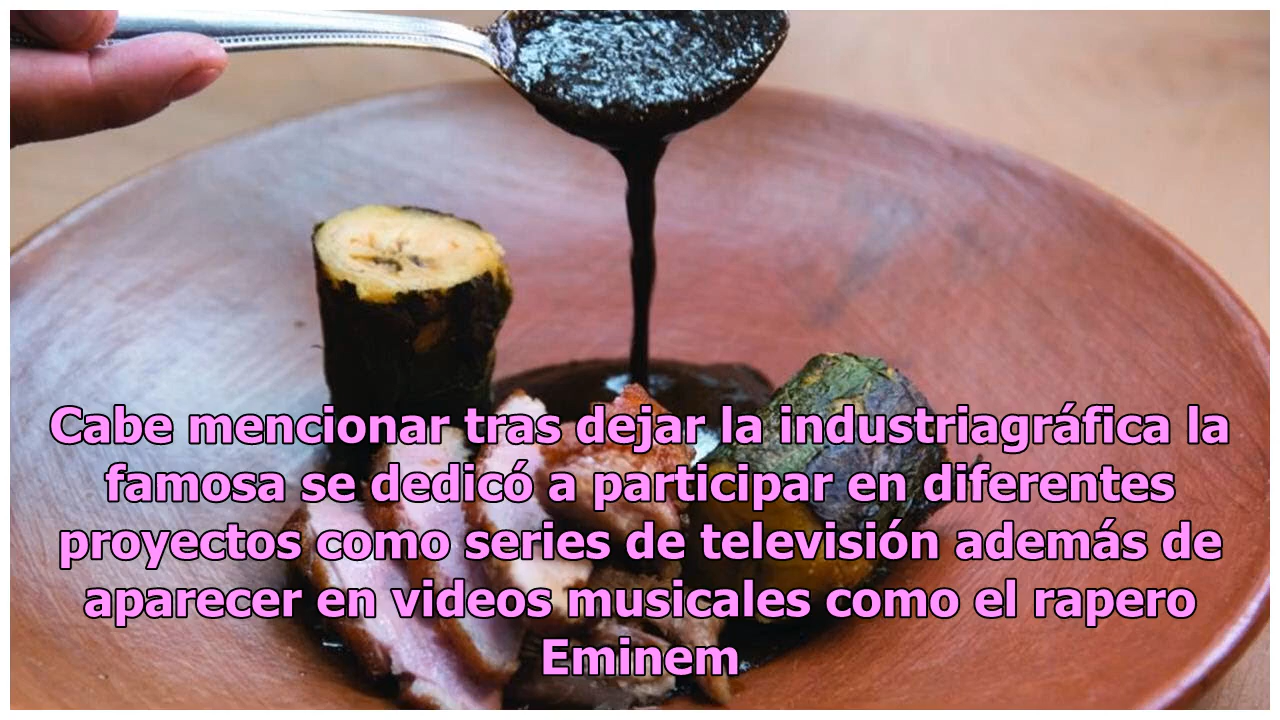 Cabe mencionar tras dejar la industriagráfica la
famosa se dedicó a participar en diferentes
proyectos como series de televisión además de
aparecer en videos musicales como el rapero
Eminem